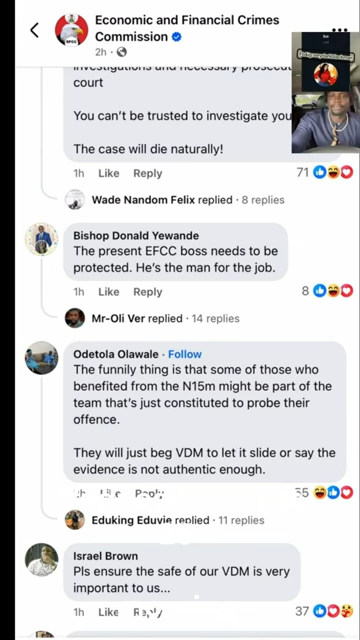 Economic and Financial Crimes
Commission
2h
EFCC
investigations and necessary prosecut
court
You can't be trusted to investigate you
The case will die naturally!
1h Like Reply 71
Wade Nandom Felix replied · 8 replies
Bishop Donald Yewande
The present EFCC boss needs to be
protected. He's the man for the job.
1h Like Reply 8
Mr-Oli Ver replied · 14 replies
Odetola Olawale · Follow
The funnily thing is that some of those who
benefited from the N15m might be part of the
team that's just constituted to probe their
offence.
They will just beg VDM to let it slide or say the
evidence is not authentic enough.
Like Reply 55
Eduking Eduvie replied · 11 replies
Israel Brown
Pls ensure the safe of our VDM is very
important to us...
1h Like Reply 37